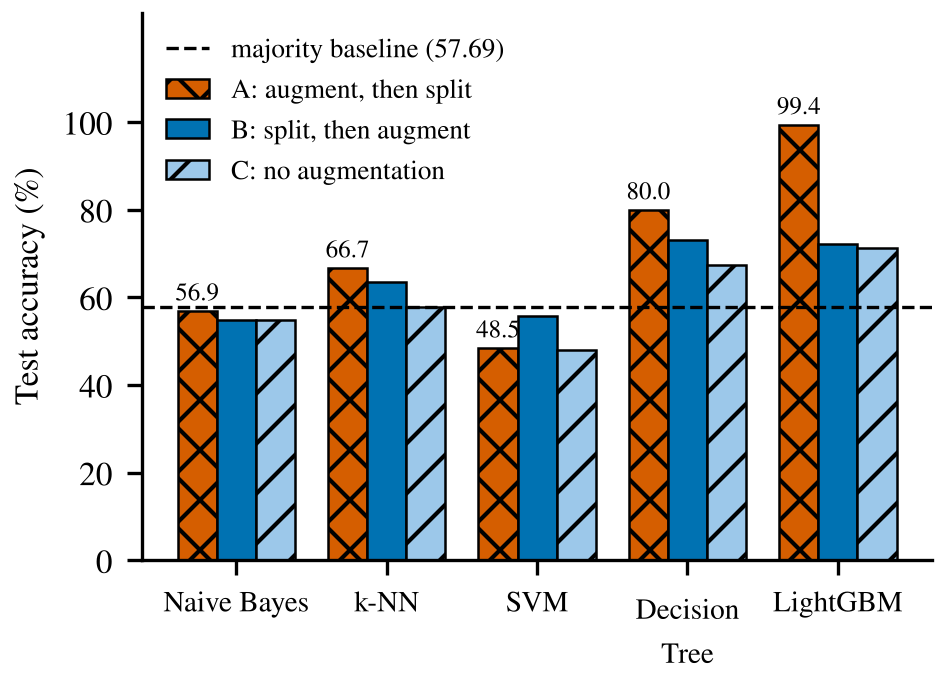 majority baseline (57.69)
A: augment, then split
B: split, then augment
C: no augmentation
Test accuracy (%)
100
80
60
40
20
0
56.9
66.7
48.5
80.0
99.4
Naive Bayes
k-NN
SVM
Decision
Tree
LightGBM